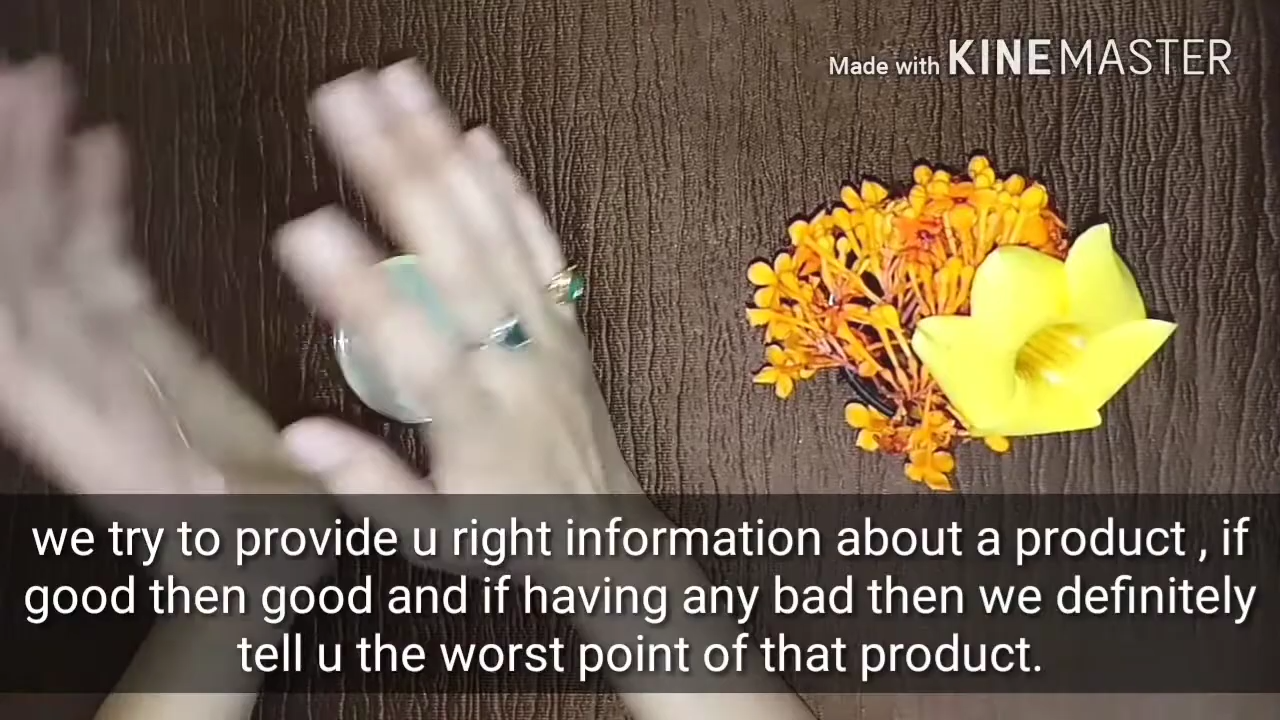 Made with KINEMASTER
we try to provide u right information about a product , if
good then good and if having any bad then we definitely
tell u the worst point of that product.